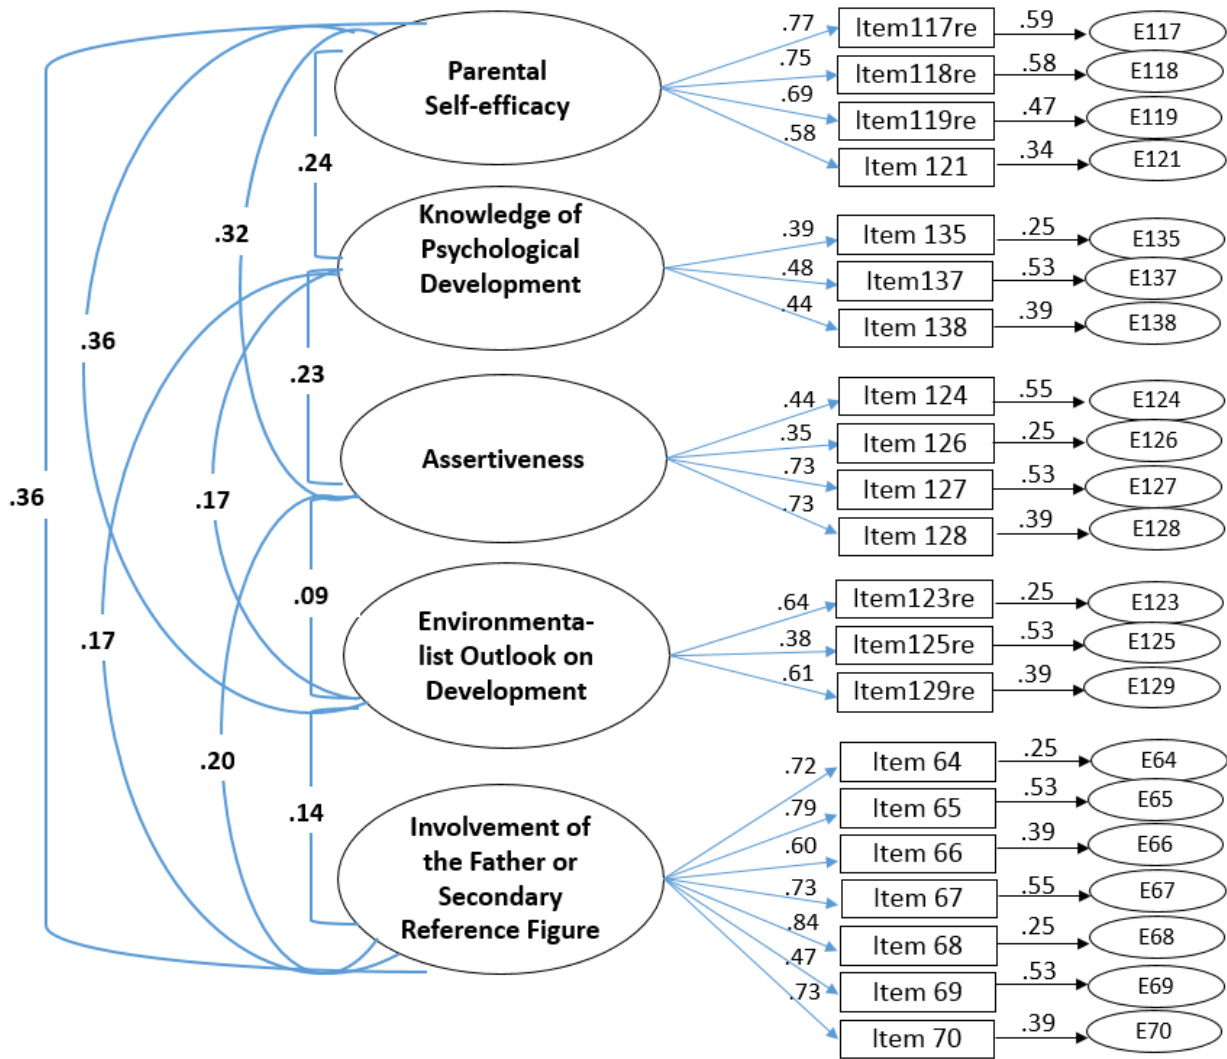 .77 Item117re .59 E117
.75 Item118re .58 E118
.69 Item119re .47 E119
.58 Item 121 .34 E121
Parental
Self-efficacy
.24
.32
Knowledge of
Psychological
Development
.39 Item 135 .25 E135
.48 Item137 .53 E137
.44 Item 138 .39 E138
.36
.23
.44 Item 124 .55 E124
.35 Item 126 .25 E126
.73 Item 127 .53 E127
.73 Item 128 .39 E128
Assertiveness
.36
.17
.09
.17
Environmenta-
list Outlook on
Development
.64 Item123re .25 E123
.38 Item125re .53 E125
.61 Item129re .39 E129
.20
.14
Involvement of
the Father or
Secondary
Reference Figure
.72 Item 64 .25 E64
.79 Item 65 .53 E65
.60 Item 66 .39 E66
.73 Item 67 .55 E67
.84 Item 68 .25 E68
.47 Item 69 .53 E69
.73 Item 70 .39 E70